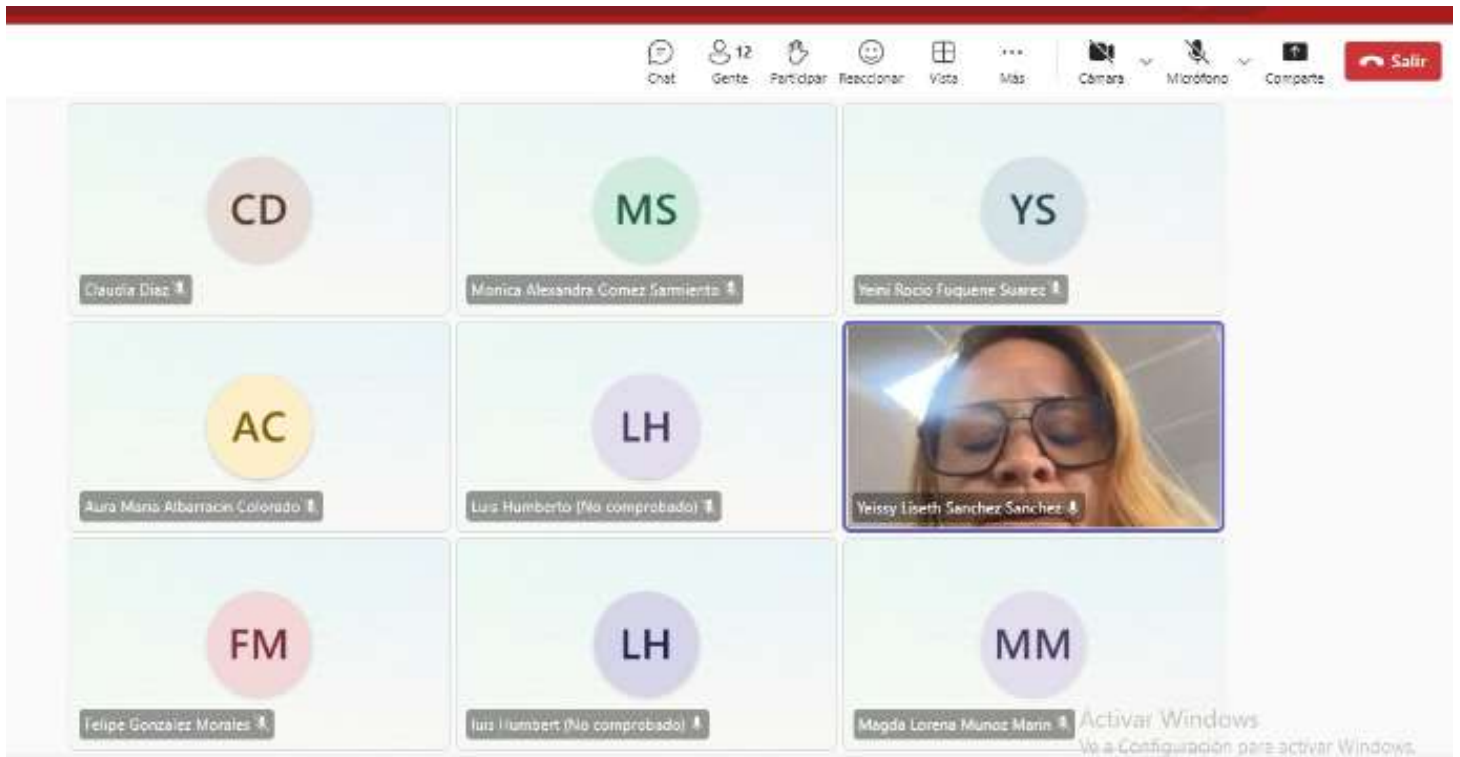 12
Chat Gente Participar Reaccionar Vista Más Cámara Micrófono Comparte Salir
CD MS YS
Claudia Diaz Monica Alexandra Gomez Sarmiento Yeimi Rocio Fuquene Suarez
AC LH
Aura Maria Albarracin Colorado Luis Humberto (No comprobado) Yeissy Liseth Sanchez Sanchez
FM LH MM
Felipe Gonzalez Morales luis Humbert (No comprobado) Magda Lorena Munoz Marin
Activar Windows
Ve a Configuración para activar Windows.